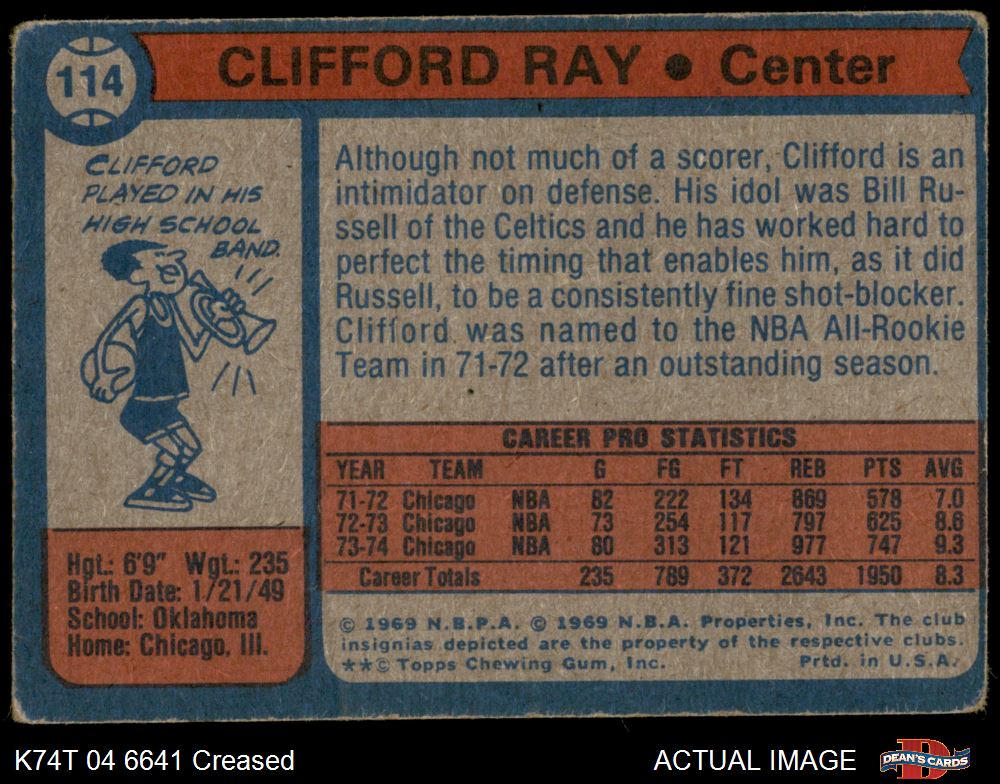 114
CLIFFORD RAY ● Center
CLIFFORD
PLAYED IN HIS
HIGH SCHOOL
BAND.
Although not much of a scorer, Clifford is an
intimidator on defense. His idol was Bill Ru-
ssell of the Celtics and he has worked hard to
perfect the timing that enables him, as it did
Russell, to be a consistently fine shot-blocker.
Clifford was named to the NBA All-Rookie
Team in 71-72 after an outstanding season.
CAREER PRO STATISTICS
YEAR TEAM G FG FT REB PTS AVG
71-72 Chicago NBA 82 222 134 869 578 7.0
72-73 Chicago NBA 73 254 117 797 625 8.6
73-74 Chicago NBA 80 313 121 977 747 9.3
Career Totals 235 789 372 2643 1950 8.3
Hgt.: 6'9" Wgt.: 235
Birth Date: 1/21/49
School: Oklahoma
Home: Chicago, Ill.
© 1969 N.B.P.A. © 1969 N.B.A. Properties, Inc. The club
insignias depicted are the property of the respective clubs.
**© Topps Chewing Gum, Inc. Prtd. in U.S.A.
K74T 04 6641 Creased
ACTUAL IMAGE
D
DEAN'S CARDS